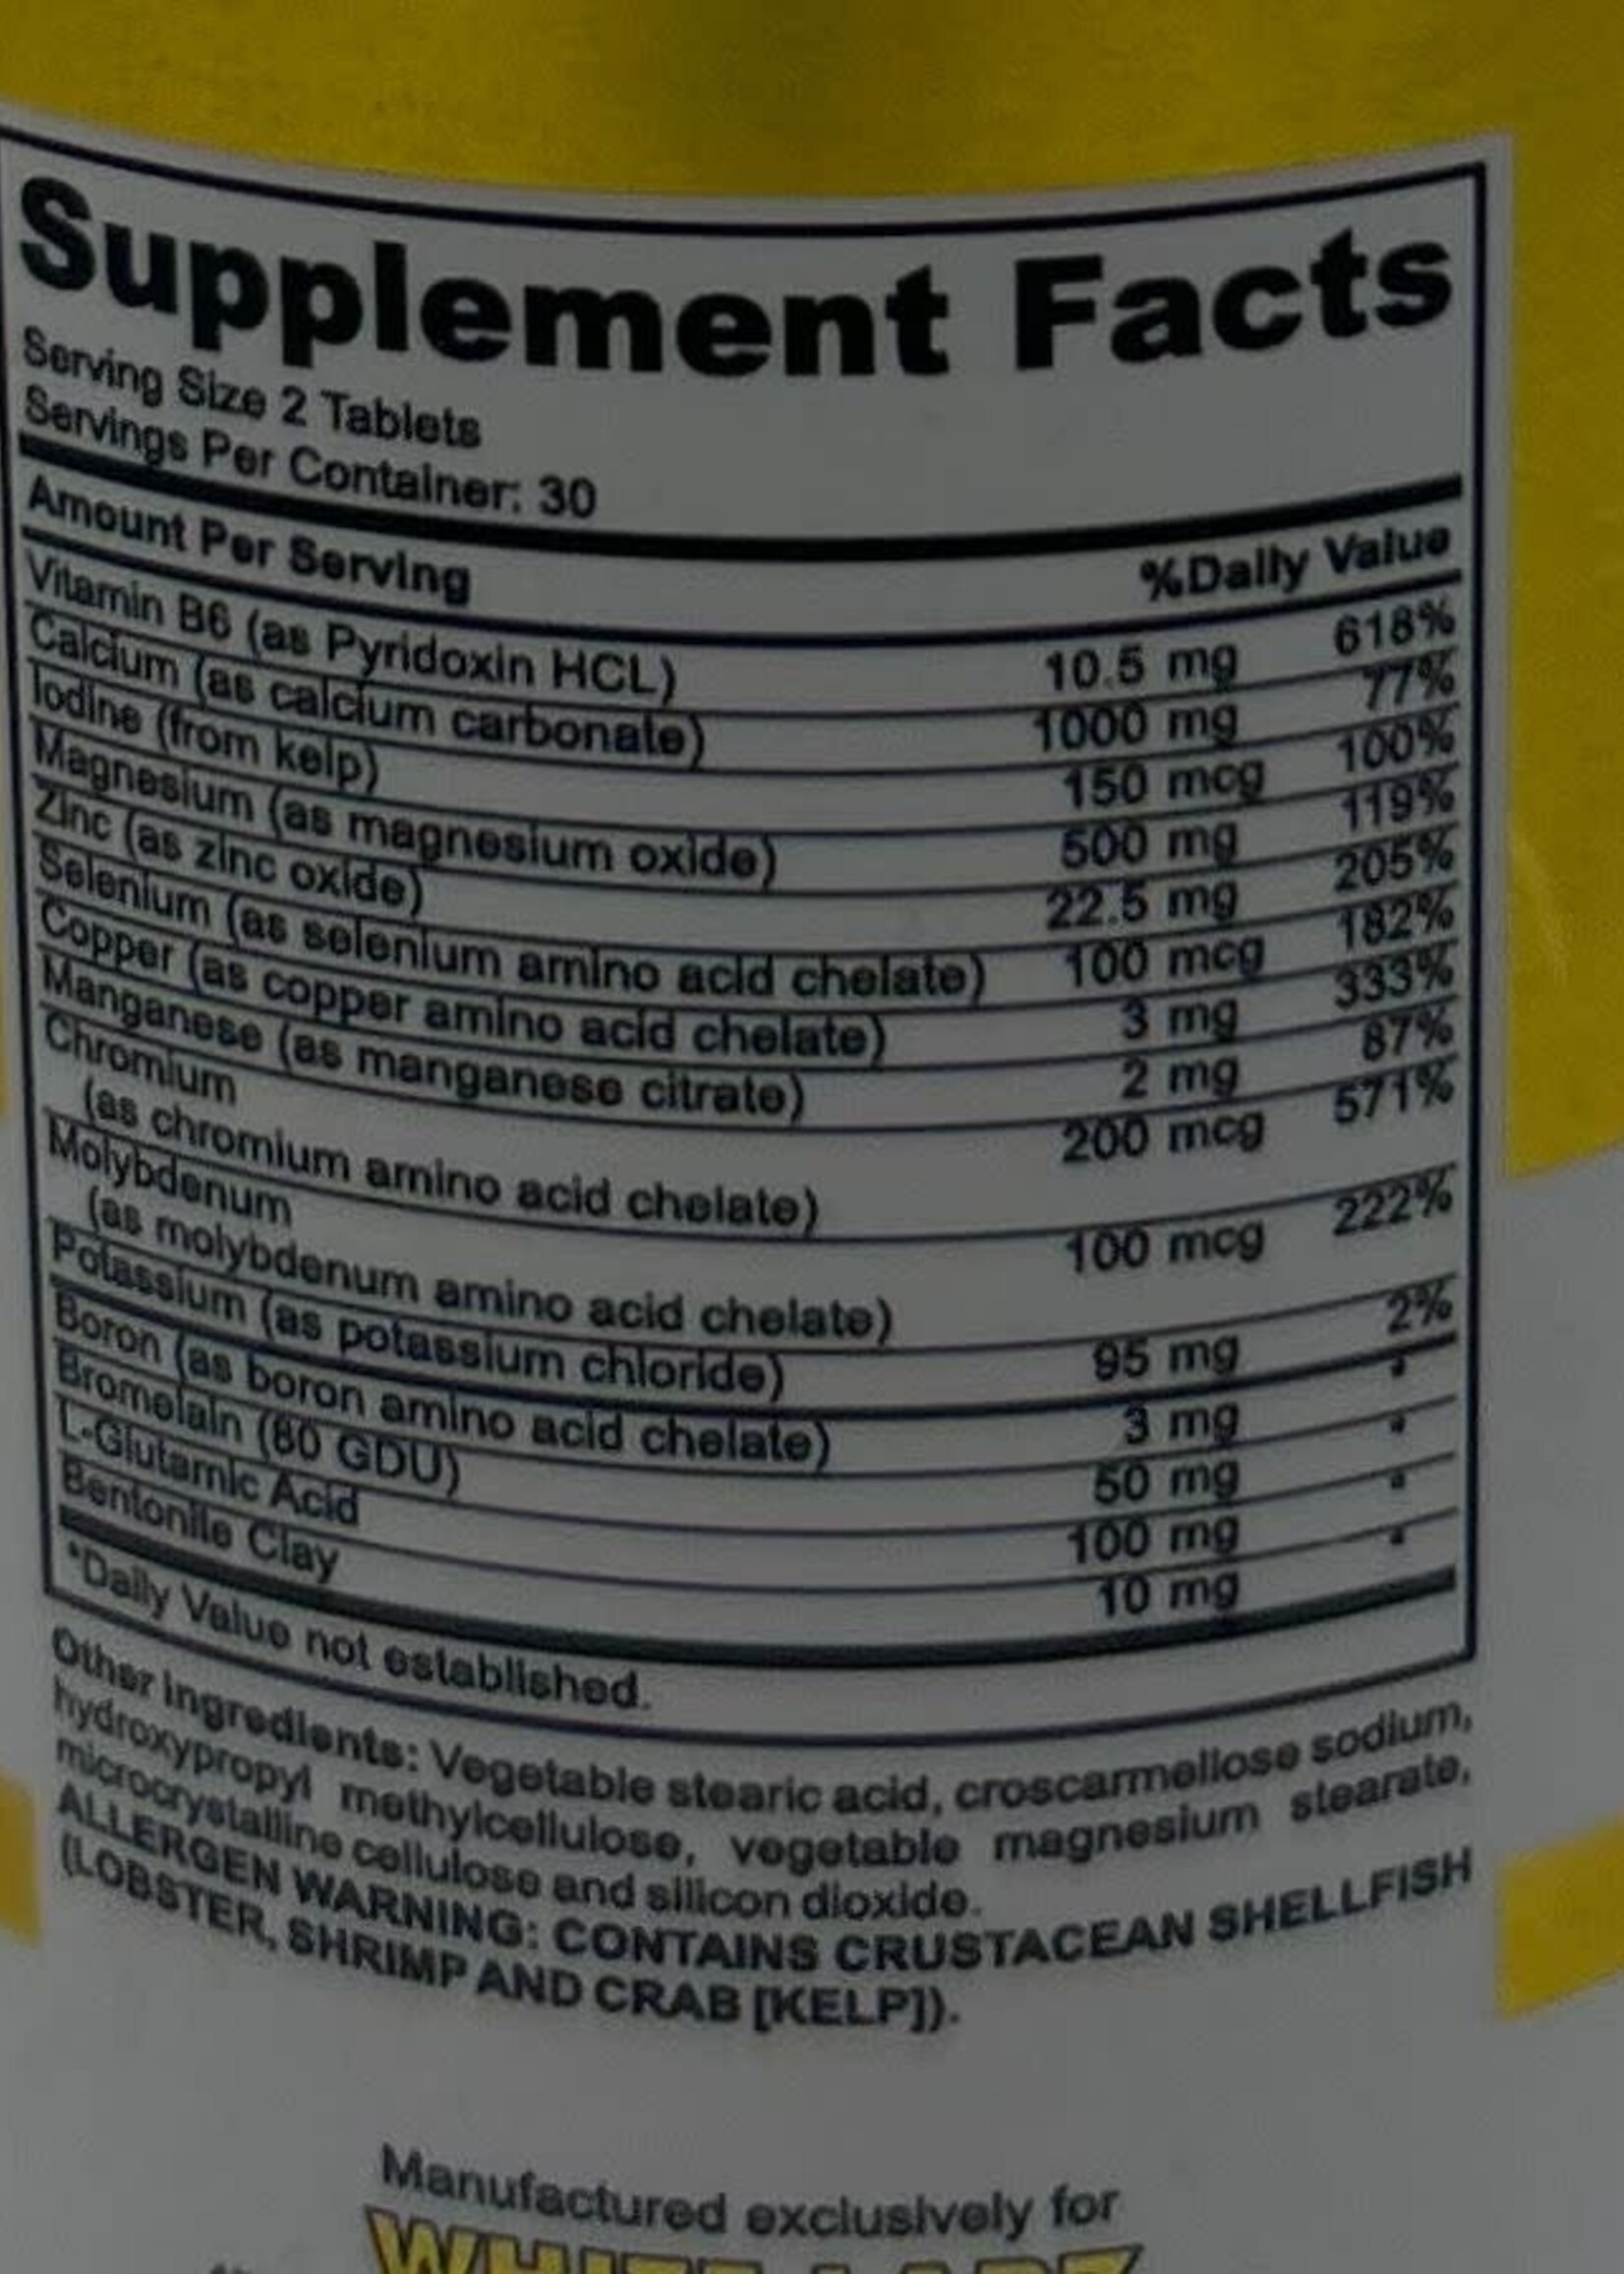 Supplement Facts
Serving Size 2 Tablets
Servings Per Container: 30
Amount Per Serving %Daily Value
Vitamin B6 (as Pyridoxin HCL) 10.5 mg 618%
Calcium (as calcium carbonate) 1000 mg 77%
Iodine (from kelp) 150 mcg 100%
Magnesium (as magnesium oxide) 500 mg 119%
Zinc (as zinc oxide) 22.5 mg 205%
Selenium (as selenium amino acid chelate) 100 mcg 182%
Copper (as copper amino acid chelate) 3 mg 333%
Manganese (as manganese citrate) 2 mg 87%
Chromium 200 mcg 571%
(as chromium amino acid chelate)
Molybdenum 100 mcg 222%
(as molybdenum amino acid chelate)
Potassium (as potassium chloride) 95 mg 2%
Boron (as boron amino acid chelate) 3 mg *
Bromelain (80 GDU) 50 mg *
L-Glutamic Acid 100 mg *
Bentonite Clay 10 mg *
*Daily Value not established.
Other ingredients: Vegetable stearic acid, croscarmellose sodium,
hydroxypropyl methylcellulose, vegetable magnesium stearate,
microcrystalline cellulose and silicon dioxide.
ALLERGEN WARNING: CONTAINS CRUSTACEAN SHELLFISH
(LOBSTER, SHRIMP AND CRAB [KELP]).
Manufactured exclusively for